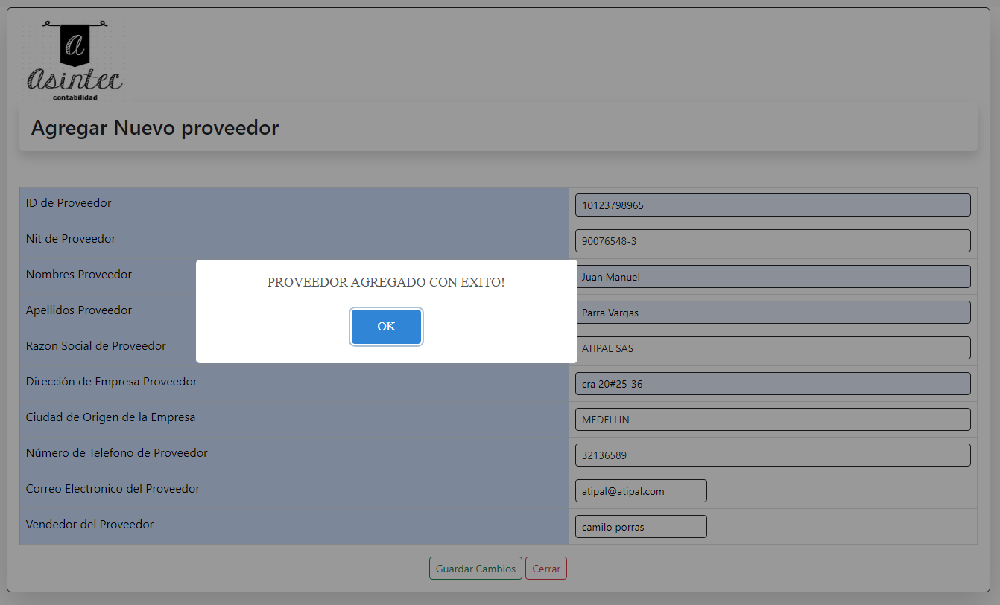 a
asintec
contabilidad
Agregar Nuevo proveedor
ID de Proveedor 10123798965
Nit de Proveedor 90076548-3
Nombres Proveedor Juan Manuel
Apellidos Proveedor Parra Vargas
Razon Social de Proveedor ATIPAL SAS
Dirección de Empresa Proveedor cra 20#25-36
Ciudad de Origen de la Empresa MEDELLIN
Número de Telefono de Proveedor 32136589
Correo Electronico del Proveedor atipal@atipal.com
Vendedor del Proveedor camilo porras
PROVEEDOR AGREGADO CON EXITO!
OK
Guardar Cambios Cerrar